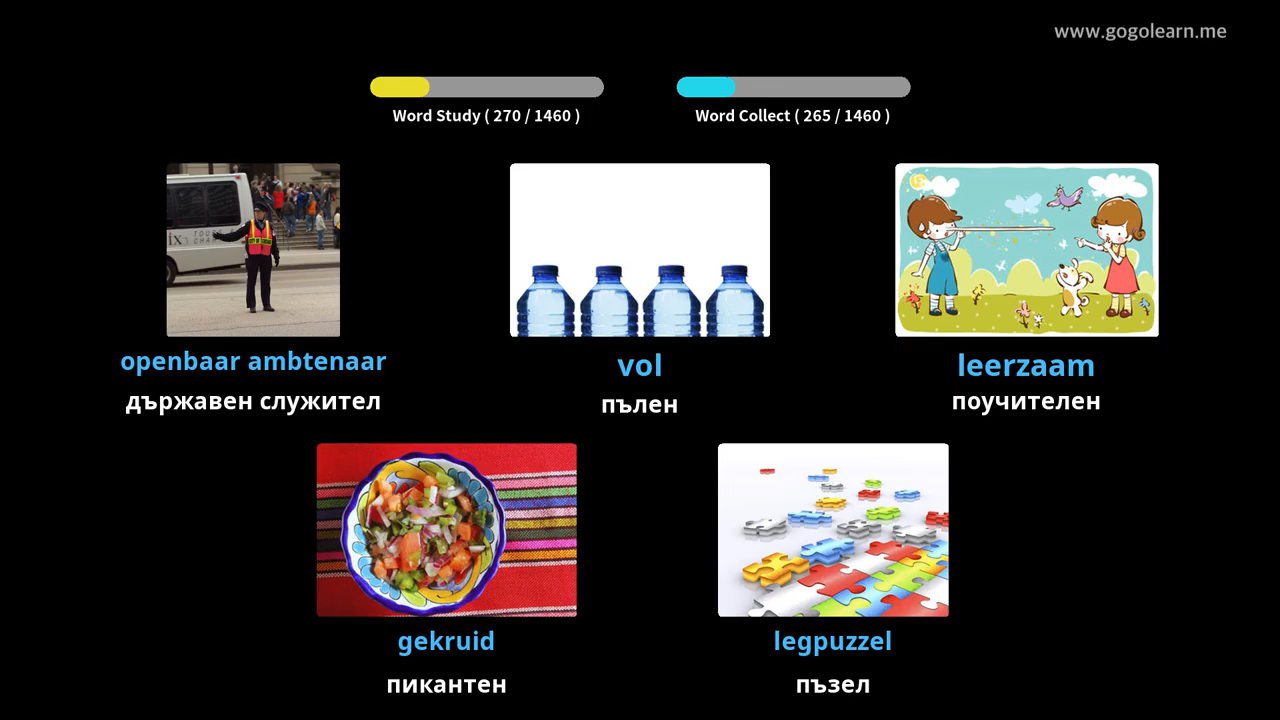 www.gogolearn.me
Word Study ( 270 / 1460 )
Word Collect ( 265 / 1460 )
openbaar ambtenaar
държавен служител
vol
пълен
leerzaam
поучителен
gekruid
пикантен
legpuzzel
пъзел